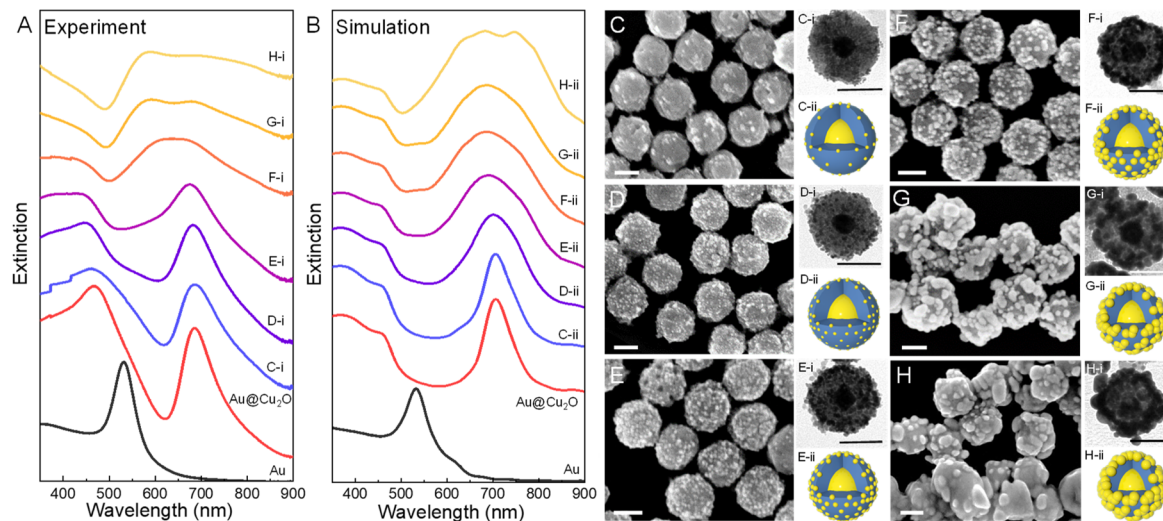 A Experiment
H-i
G-i
F-i
E-i
D-i
C-i
Au@Cu₂O
Au
Extinction
400 500 600 700 800 900
Wavelength (nm)
B Simulation
H-ii
G-ii
F-ii
E-ii
D-ii
C-ii
Au@Cu₂O
Au
Extinction
400 500 600 700 800 900
Wavelength (nm)
C
C-i
C-ii
D
D-i
D-ii
E
E-i
E-ii
F
F-i
F-ii
G
G-i
G-ii
H
H-i
H-ii